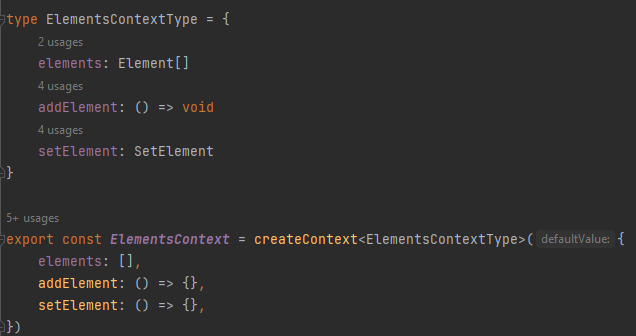 type ElementsContextType = {
2 usages
elements: Element[]
4 usages
addElement: () => void
4 usages
setElement: SetElement
}
5+ usages
export const ElementsContext = createContext<ElementsContextType>( defaultValue: {
elements: [],
addElement: () => {},
setElement: () => {},
})